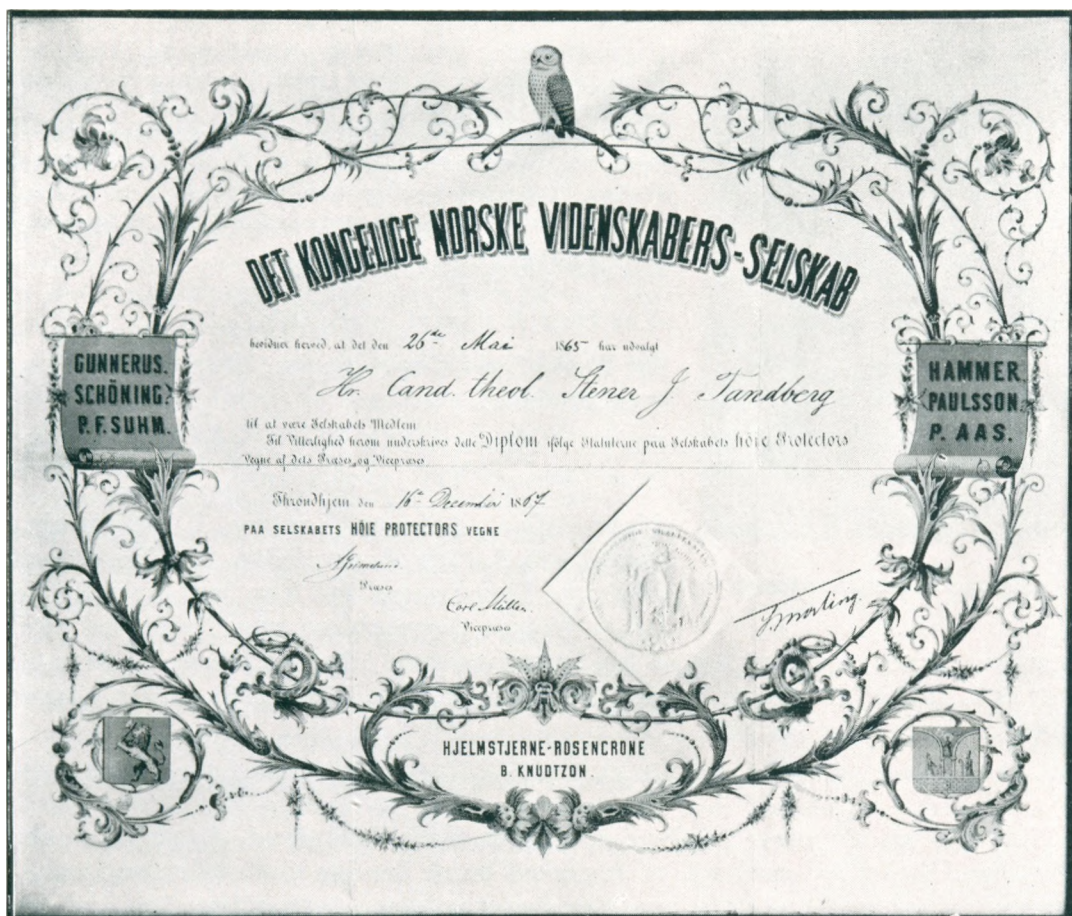 DET KONGELIGE NORSKE VIDENSKABERS-SELSKAB
bevidner herved, at det den 26de Mai 1865 har udvalgt
Hr. Cand. theol. Stener J. Tundberg
til at være Selskabets Medlem
Til Vitterlighed herom underskrives dette Diplom ifølge Statuterne paa Selskabets höie Protectors
Vegne af dets Præses og Vicepræses
GUNNERUS.
SCHÖNING.
P. F. SUHM.
HAMMER.
PAULSSON.
P. AAS.
Throndhjem den 16de December 1867
PAA SELSKABETS HÖIE PROTECTORS VEGNE
Præses
Carl Müller.
Vicepræses
HJELMSTJERNE-ROSENCRONE
B. KNUDTZON.